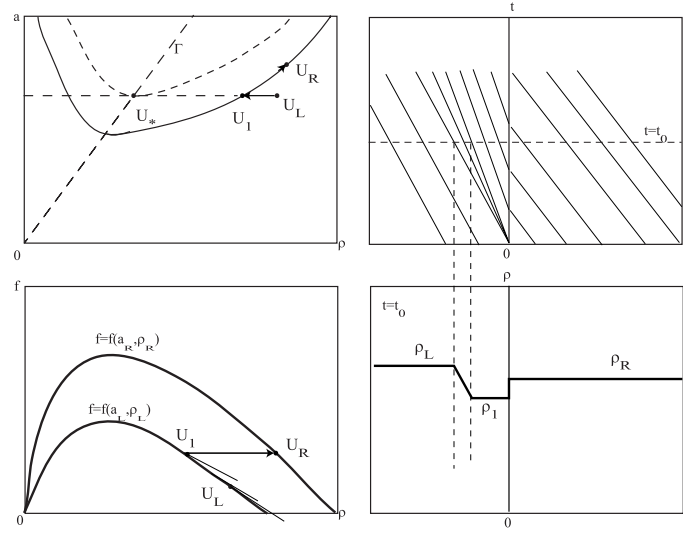 a
Γ
U_R
U_*
U_1
U_L
0
ρ
t
t=t_0
0
f
f=f(a_R,ρ_R)
f=f(a_L,ρ_L)
U_1
U_R
U_L
0
ρ
ρ
t=t_0
ρ_L
ρ_R
ρ_1
0